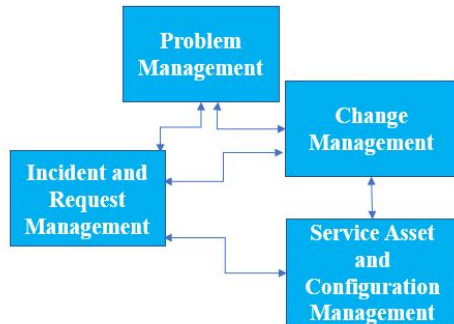 Problem
Management
Change
Management
Incident and
Request
Management
Service Asset
and
Configuration
Management